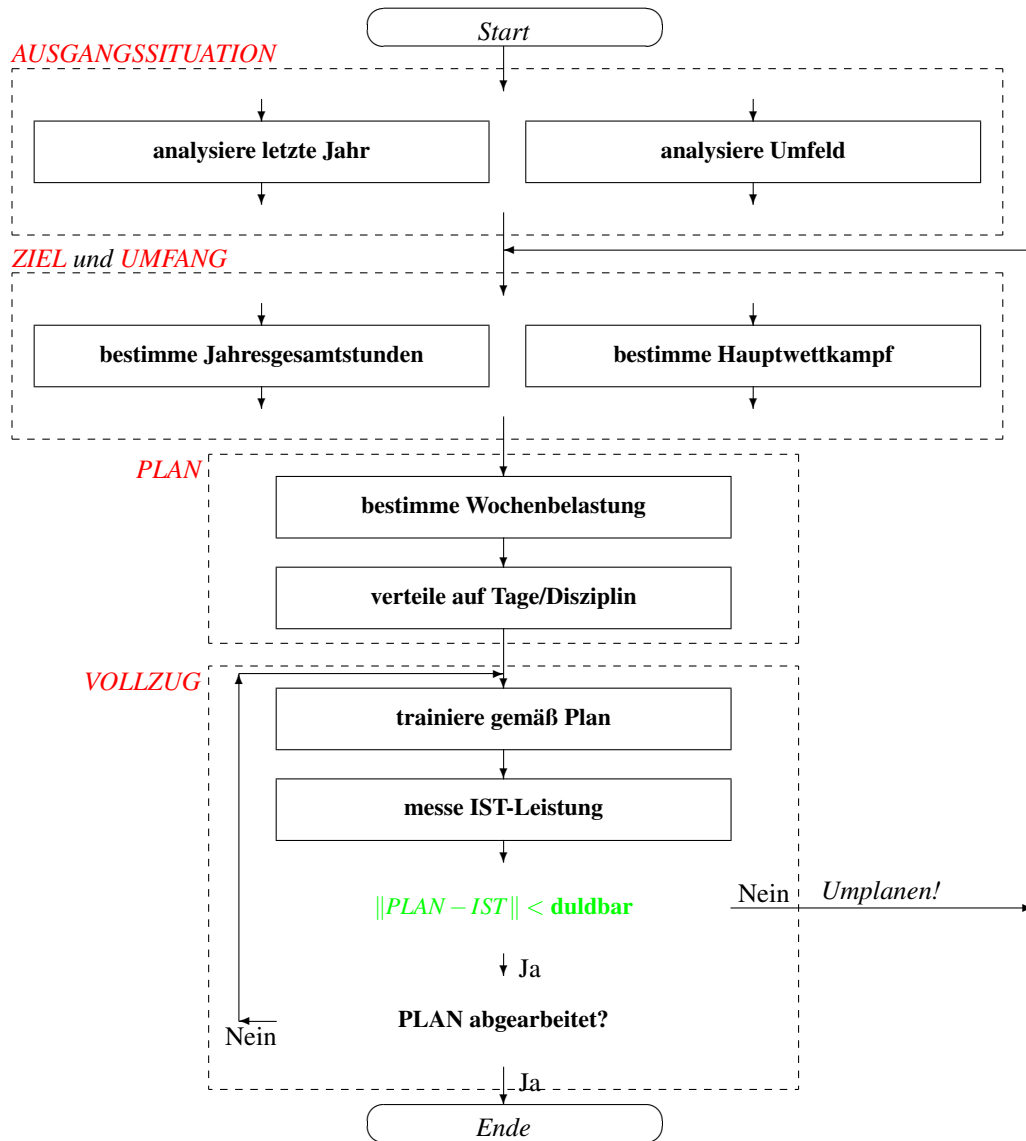 Start
AUSGANGSSITUATION
analysiere letzte Jahr
analysiere Umfeld
ZIEL und UMFANG
bestimme Jahresgesamtstunden
bestimme Hauptwettkampf
PLAN
bestimme Wochenbelastung
verteile auf Tage/Disziplin
VOLLZUG
trainiere gemäß Plan
messe IST-Leistung
∥PLAN − IST∥ < duldbar
Nein
Umplanen!
Ja
PLAN abgearbeitet?
Nein
Ja
Ende